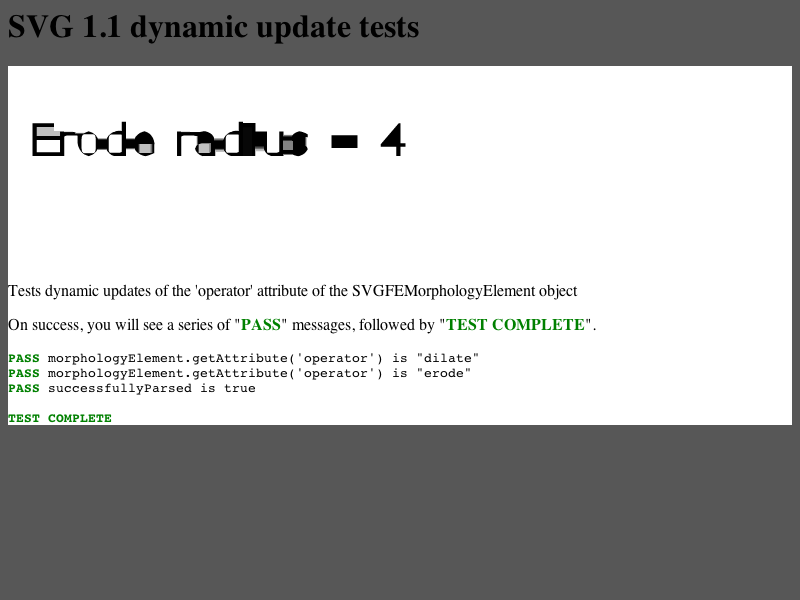 SVG 1.1 dynamic update tests
Erode radius = 4
Tests dynamic updates of the 'operator' attribute of the SVGFEMorphologyElement object
On success, you will see a series of "PASS" messages, followed by "TEST COMPLETE".
PASS morphologyElement.getAttribute('operator') is "dilate"
PASS morphologyElement.getAttribute('operator') is "erode"
PASS successfullyParsed is true
TEST COMPLETE